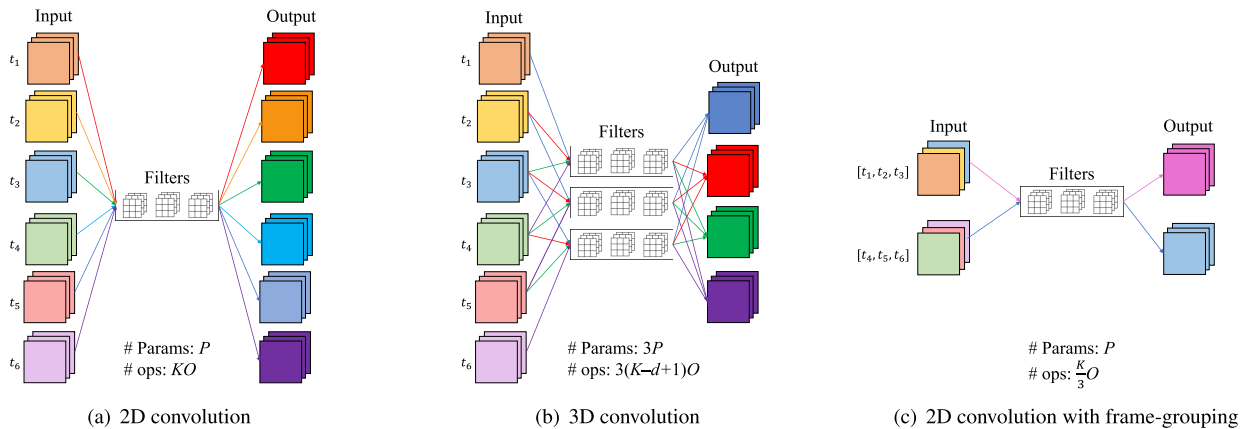 Input
Output
t1
t2
t3
t4
t5
t6
Filters
# Params: P
# ops: KO
(a) 2D convolution
Input
Output
t1
t2
t3
t4
t5
t6
Filters
# Params: 3P
# ops: 3(K–d+1)O
(b) 3D convolution
Input
Output
[t1, t2, t3]
Filters
[t4, t5, t6]
# Params: P
# ops: K/3 O
(c) 2D convolution with frame-grouping